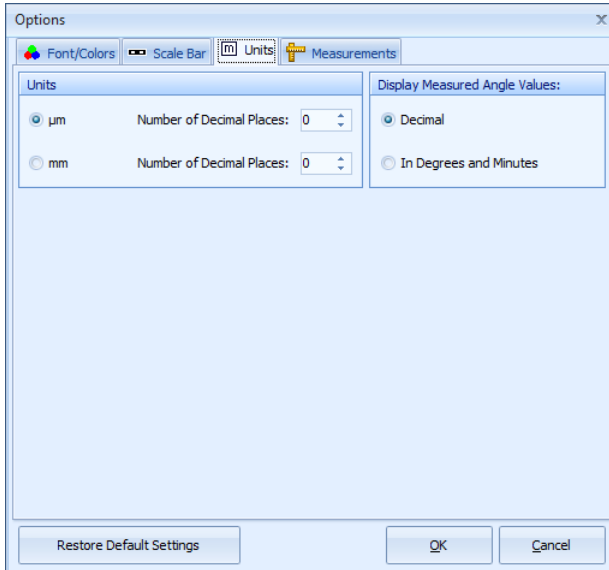 Options x
Font/Colors Scale Bar m Units Measurements
Units Display Measured Angle Values:
µm Number of Decimal Places: 0 Decimal
mm Number of Decimal Places: 0 In Degrees and Minutes
Restore Default Settings OK Cancel